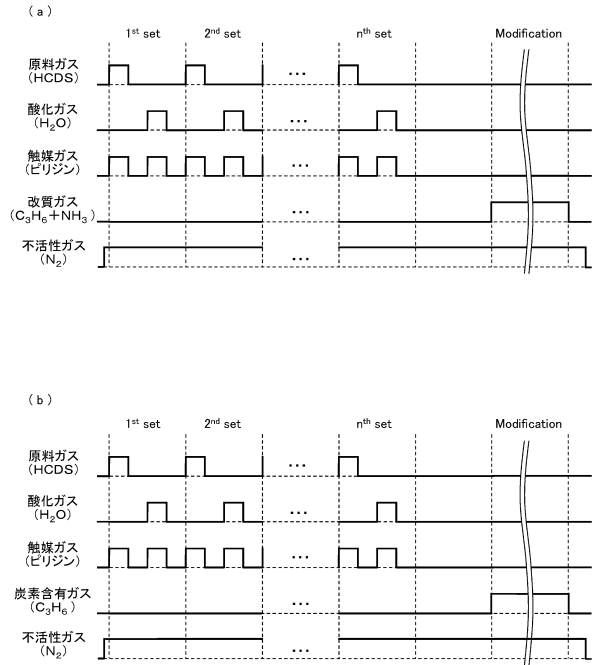 (a)
1st set 2nd set nth set Modification
原料ガス
(HCDS)
...
酸化ガス
(H2O)
...
触媒ガス
(ピリジン)
...
改質ガス
(C3H6+NH3)
...
不活性ガス
(N2)
...
(b)
1st set 2nd set nth set Modification
原料ガス
(HCDS)
...
酸化ガス
(H2O)
...
触媒ガス
(ピリジン)
...
炭素含有ガス
(C3H6)
...
不活性ガス
(N2)
...